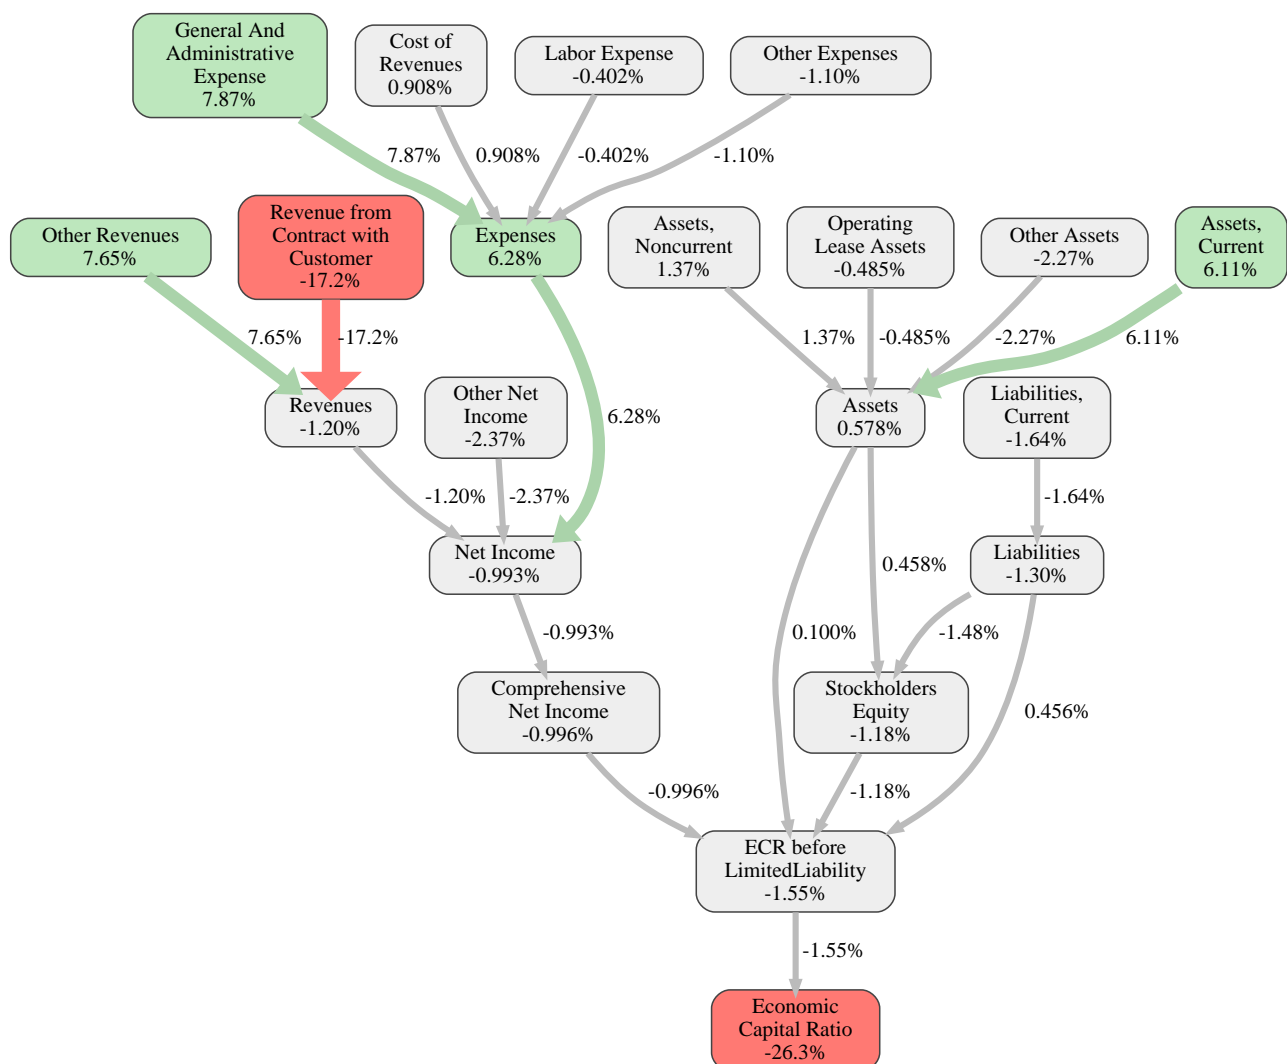 General And
Administrative
Expense
7.87%
Cost of
Revenues
0.908%
Labor Expense
-0.402%
Other Expenses
-1.10%
7.87%
0.908%
-0.402%
-1.10%
Other Revenues
7.65%
Revenue from
Contract with
Customer
-17.2%
Expenses
6.28%
Assets,
Noncurrent
1.37%
Operating
Lease Assets
-0.485%
Other Assets
-2.27%
Assets,
Current
6.11%
7.65%
-17.2%
1.37%
-0.485%
-2.27%
6.11%
Revenues
-1.20%
Other Net
Income
-2.37%
6.28%
Assets
0.578%
Liabilities,
Current
-1.64%
-1.20%
-2.37%
-1.64%
Net Income
-0.993%
0.458%
Liabilities
-1.30%
-0.993%
0.100%
-1.48%
Comprehensive
Net Income
-0.996%
Stockholders
Equity
-1.18%
0.456%
-0.996%
-1.18%
ECR before
LimitedLiability
-1.55%
-1.55%
Economic
Capital Ratio
-26.3%